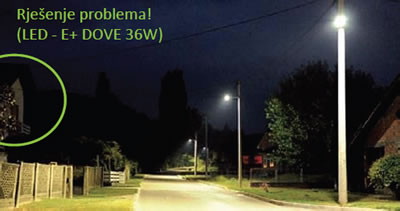 Rješenje problema!
(LED - E+ DOVE 36W)